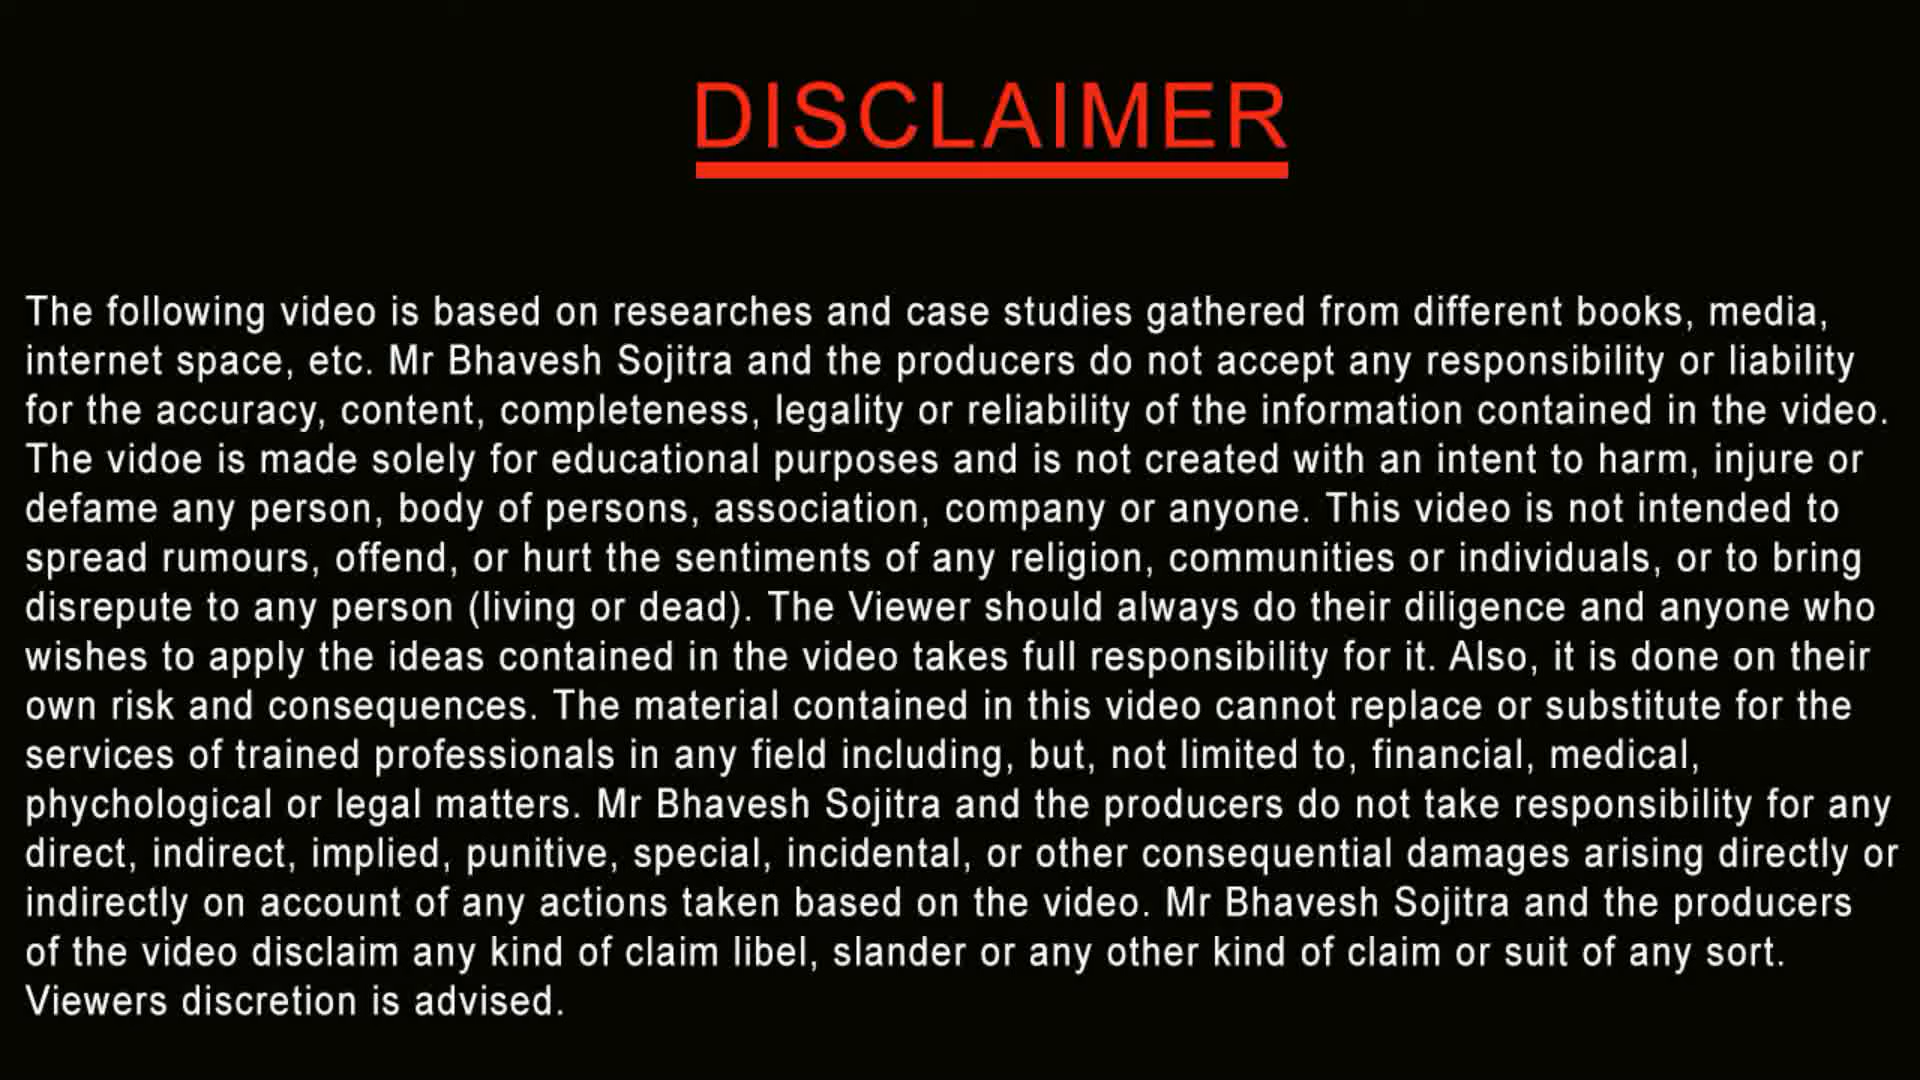 DISCLAIMER
The following video is based on researches and case studies gathered from different books, media,
internet space, etc. Mr Bhavesh Sojitra and the producers do not accept any responsibility or liability
for the accuracy, content, completeness, legality or reliability of the information contained in the video.
The vidoe is made solely for educational purposes and is not created with an intent to harm, injure or
defame any person, body of persons, association, company or anyone. This video is not intended to
spread rumours, offend, or hurt the sentiments of any religion, communities or individuals, or to bring
disrepute to any person (living or dead). The Viewer should always do their diligence and anyone who
wishes to apply the ideas contained in the video takes full responsibility for it. Also, it is done on their
own risk and consequences. The material contained in this video cannot replace or substitute for the
services of trained professionals in any field including, but, not limited to, financial, medical,
phychological or legal matters. Mr Bhavesh Sojitra and the producers do not take responsibility for any
direct, indirect, implied, punitive, special, incidental, or other consequential damages arising directly or
indirectly on account of any actions taken based on the video. Mr Bhavesh Sojitra and the producers
of the video disclaim any kind of claim libel, slander or any other kind of claim or suit of any sort.
Viewers discretion is advised.